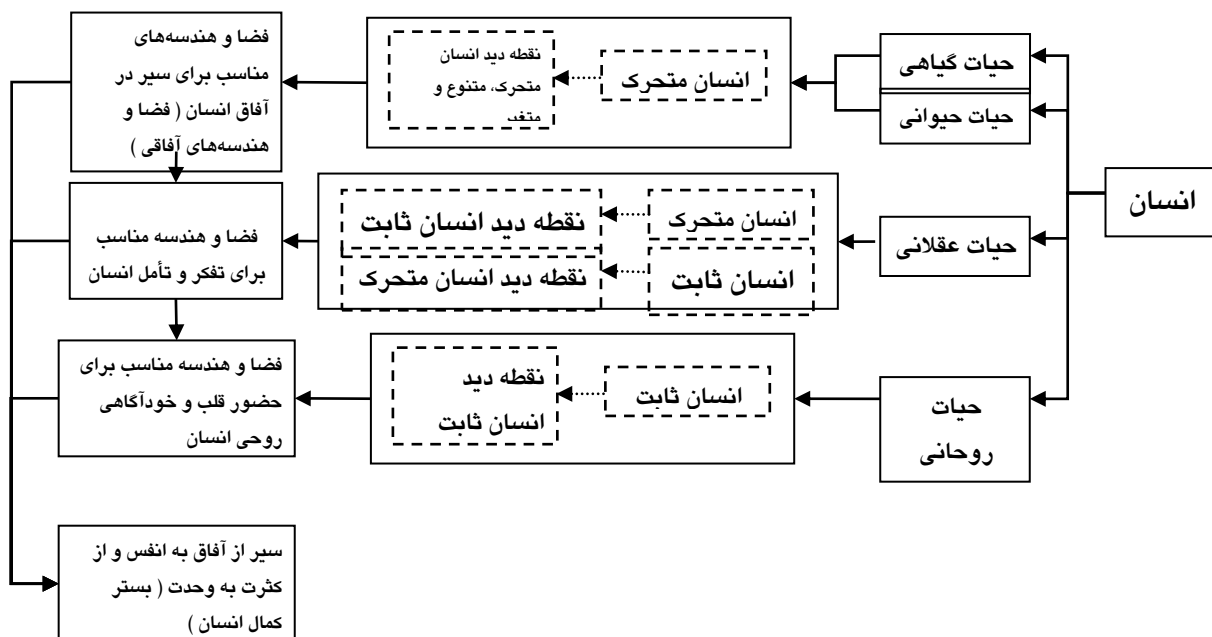 انسان
حیات گیاهی
حیات حیوانی
انسان متحرک
نقطه دید انسان
متحرک، متنوع و
فضا و هندسه‌های
مناسب برای سیر در
آفاق انسان ( فضا و
هندسه‌های آفاقی )
حیات عقلانی
انسان متحرک
انسان ثابت
نقطه دید انسان ثابت
نقطه دید انسان متحرک
فضا و هندسه مناسب
برای تفکر و تأمل انسان
حیات
روحانی
انسان ثابت
نقطه دید
انسان ثابت
فضا و هندسه مناسب برای
حضور قلب و خودآگاهی
روحی انسان
سیر از آفاق به انفس و از
کثرت به وحدت ( بستر
کمال انسان )